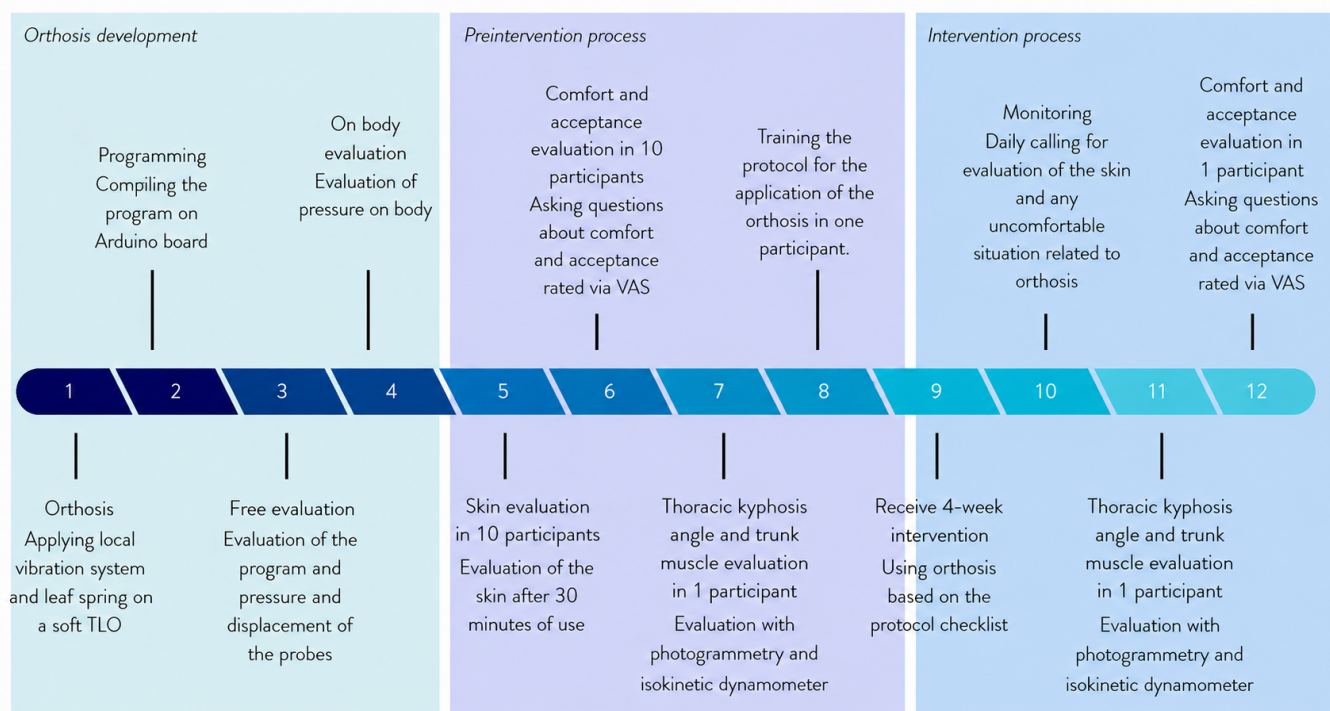 Orthosis development
Programming
Compiling the
program on
Arduino board
On body
evaluation
Evaluation of
pressure on body
Preintervention process
Comfort and
acceptance
evaluation in 10
participants
Asking questions
about comfort
and acceptance
rated via VAS
Training the
protocol for the
application of the
orthosis in one
participant.
Intervention process
Monitoring
Daily calling for
evaluation of the skin
and any
uncomfortable
situation related to
orthosis
Comfort and
acceptance
evaluation in
1 participant
Asking questions
about comfort
and acceptance
rated via VAS
1 2 3 4 5 6 7 8 9 10 11 12
Orthosis
Applying local
vibration system
and leaf spring on
a soft TLO
Free evaluation
Evaluation of the
program and
pressure and
displacement of
the probes
Skin evaluation
in 10 participants
Evaluation of the
skin after 30
minutes of use
Thoracic kyphosis
angle and trunk
muscle evaluation
in 1 participant
Evaluation with
photogrammetry and
isokinetic dynamometer
Receive 4-week
intervention
Using orthosis
based on the
protocol checklist
Thoracic kyphosis
angle and trunk
muscle evaluation
in 1 participant
Evaluation with
photogrammetry and
isokinetic dynamometer